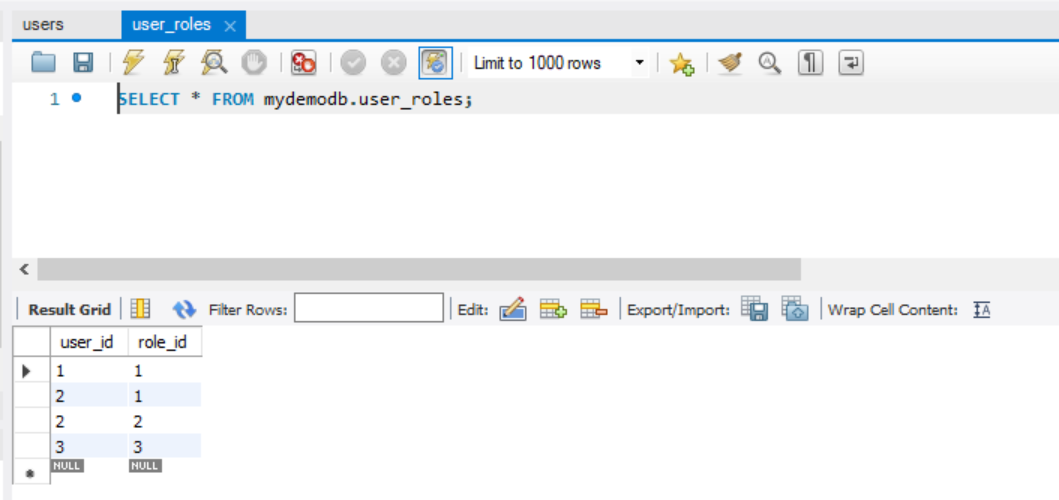 users user_roles
Limit to 1000 rows
1 SELECT * FROM mydemodb.user_roles;
Result Grid Filter Rows: Edit: Export/Import: Wrap Cell Content: IA
user_id role_id
1 1
2 1
2 2
3 3
NULL NULL